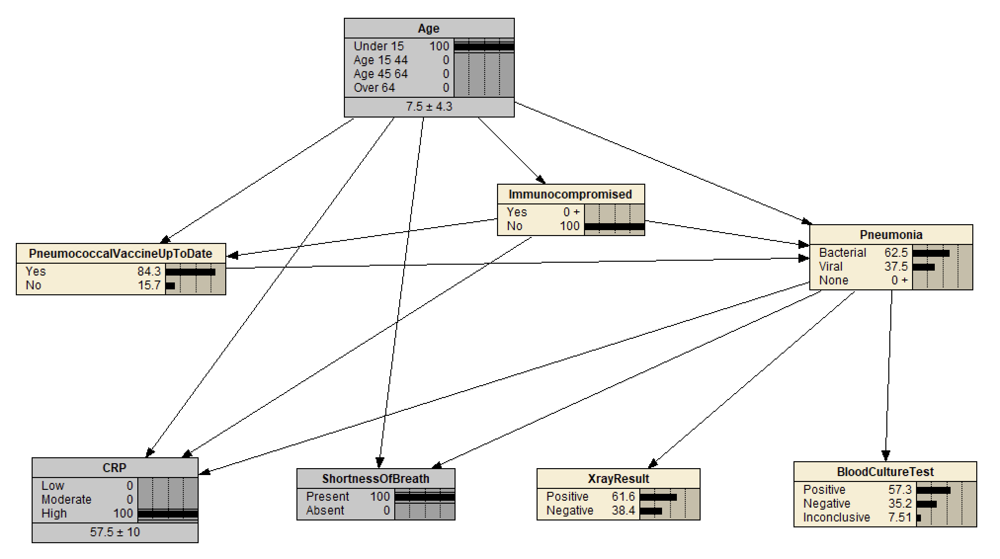 Age
Under 15 100
Age 15 44 0
Age 45 64 0
Over 64 0
7.5 ± 4.3
Immunocompromised
Yes 0 +
No 100
Pneumonia
Bacterial 62.5
Viral 37.5
None 0 +
PneumococcalVaccineUpToDate
Yes 84.3
No 15.7
CRP
Low 0
Moderate 0
High 100
57.5 ± 10
ShortnessOfBreath
Present 100
Absent 0
XrayResult
Positive 61.6
Negative 38.4
BloodCultureTest
Positive 57.3
Negative 35.2
Inconclusive 7.51